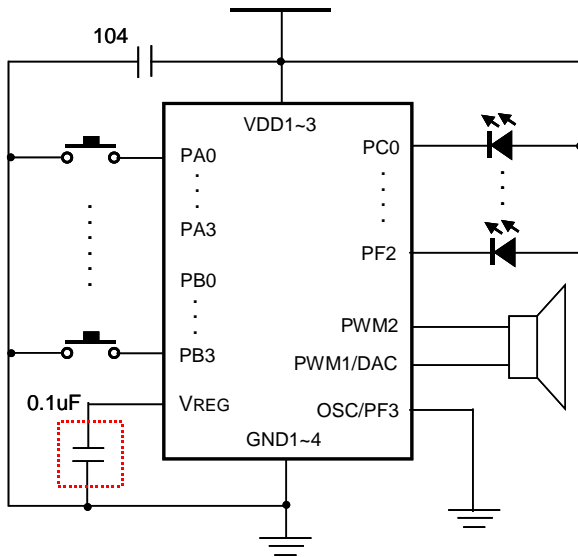 104
VDD1~3
PA0
PC0
PA3
PF2
PB0
PWM2
PB3
PWM1/DAC
0.1uF
VREG
OSC/PF3
GND1~4